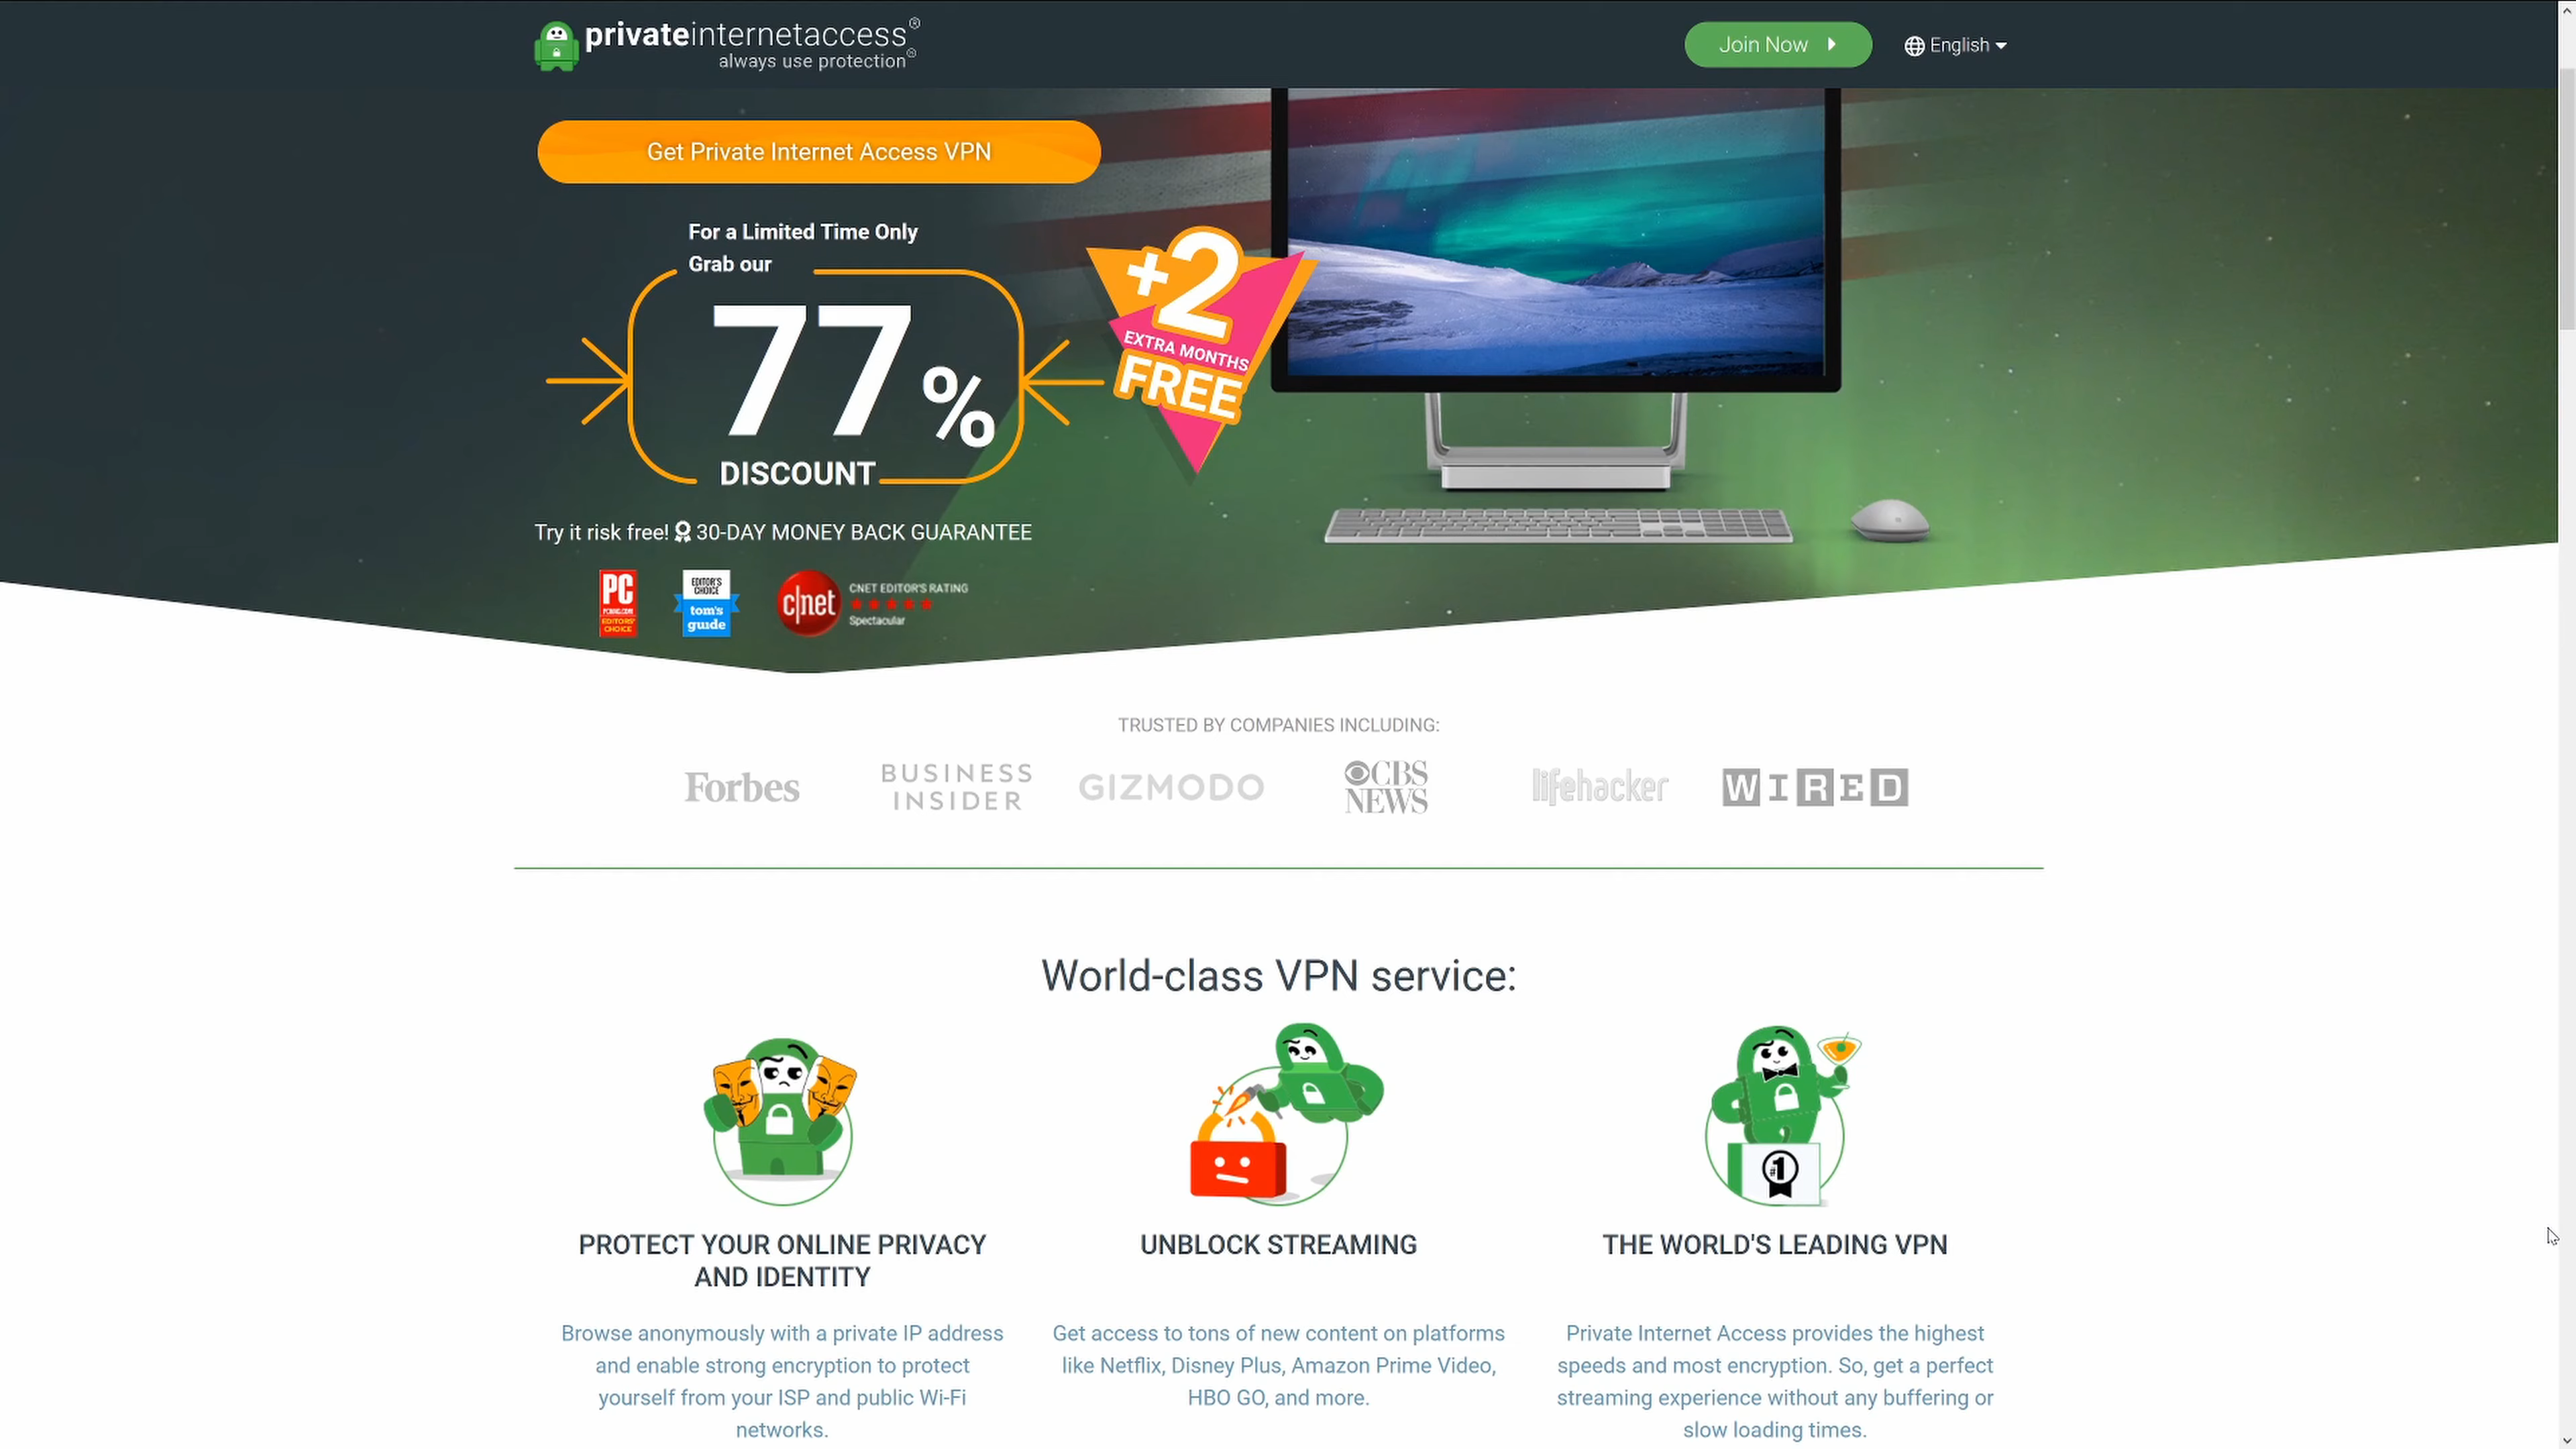 privateinternetaccess®
always use protection®
Join Now
English
Get Private Internet Access VPN
For a Limited Time Only
Grab our
77%
DISCOUNT
+2
EXTRA MONTHS
FREE
Try it risk free! 30-DAY MONEY BACK GUARANTEE
PC
PCMAG.COM
EDITORS'
CHOICE
EDITOR'S
CHOICE
tom's
guide
c|net
CNET EDITOR'S RATING
Spectacular
TRUSTED BY COMPANIES INCLUDING:
Forbes
BUSINESS
INSIDER
GIZMODO
CBS
NEWS
lifehacker
WIRED
World-class VPN service:
#1
PROTECT YOUR ONLINE PRIVACY
AND IDENTITY
Browse anonymously with a private IP address
and enable strong encryption to protect
yourself from your ISP and public Wi-Fi
networks.
UNBLOCK STREAMING
Get access to tons of new content on platforms
like Netflix, Disney Plus, Amazon Prime Video,
HBO GO, and more.
THE WORLD'S LEADING VPN
Private Internet Access provides the highest
speeds and most encryption. So, get a perfect
streaming experience without any buffering or
slow loading times.